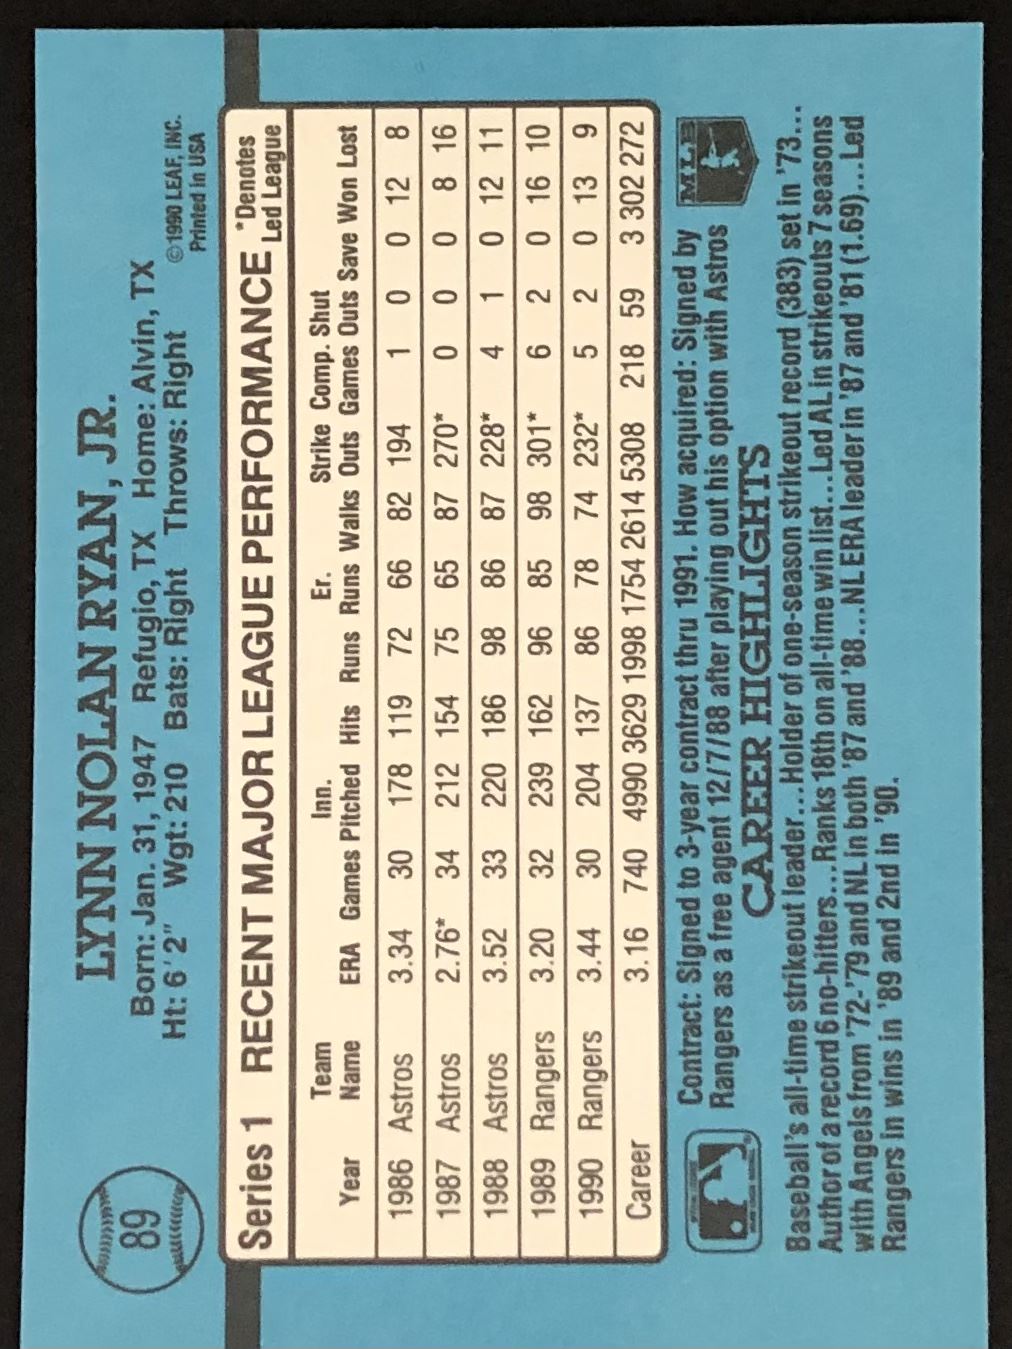 89
LYNN NOLAN RYAN, JR.
Born: Jan. 31, 1947 Refugio, TX Home: Alvin, TX
Ht: 6'2" Wgt: 210 Bats: Right Throws: Right
©1990 LEAF, INC.
Printed in USA
Series 1 RECENT MAJOR LEAGUE PERFORMANCE *Denotes Led League
Year Team Name ERA Games Inn. Pitched Hits Runs Er. Runs Walks Strike Outs Comp. Games Shut Outs Save Won Lost
1986 Astros 3.34 30 178 119 72 66 82 194 1 0 0 12 8
1987 Astros 2.76* 34 212 154 75 65 87 270* 0 0 0 8 16
1988 Astros 3.52 33 220 186 98 86 87 228* 4 1 0 12 11
1989 Rangers 3.20 32 239 162 96 85 98 301* 6 2 0 16 10
1990 Rangers 3.44 30 204 137 86 78 74 232* 5 2 0 13 9
Career 3.16 740 4990 3629 1998 1754 2614 5308 218 59 3 302 272
Contract: Signed to 3-year contract thru 1991. How acquired: Signed by
Rangers as a free agent 12/7/88 after playing out his option with Astros
MLB
CAREER HIGHLIGHTS
Baseball's all-time strikeout leader...Holder of one-season strikeout record (383) set in '73...
Author of a record 6 no-hitters...Ranks 18th on all-time win list...Led AL in strikeouts 7 seasons
with Angels from '72-'79 and NL in both '87 and '88...NL ERA leader in '87 and '81 (1.69)...Led
Rangers in wins in '89 and 2nd in '90.